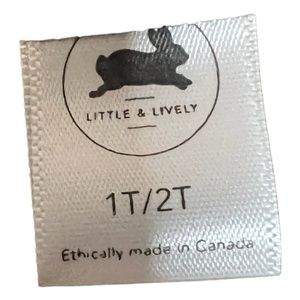 LITTLE & LIVELY
1T/2T
Ethically made in Canada